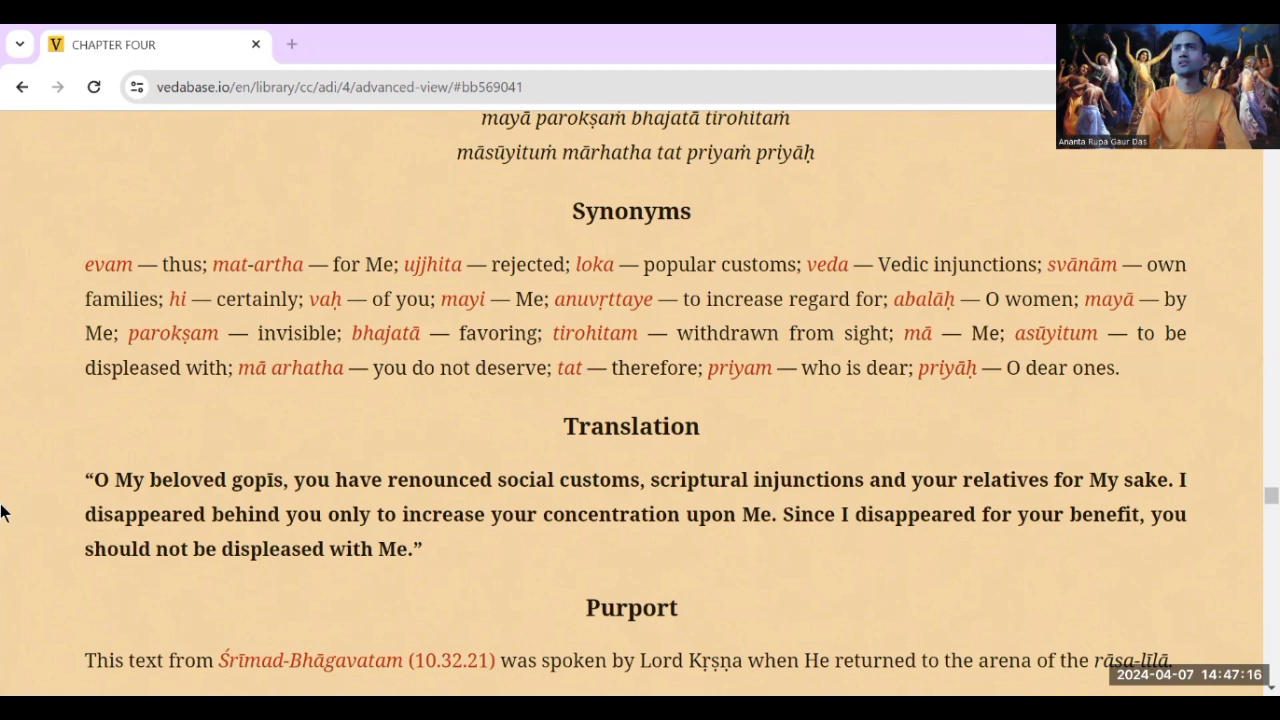 CHAPTER FOUR
vedabase.io/en/library/cc/adi/4/advanced-view/#bb569041
Ananta Rupa Gaur Das
mayā parokṣaṁ bhajatā tirohitaṁ
māsūyituṁ mārhatha tat priyaṁ priyāḥ
Synonyms
evam — thus; mat-artha — for Me; ujjhita — rejected; loka — popular customs; veda — Vedic injunctions; svānām — own
families; hi — certainly; vaḥ — of you; mayi — Me; anuvṛttaye — to increase regard for; abalāḥ — O women; mayā — by
Me; parokṣam — invisible; bhajatā — favoring; tirohitam — withdrawn from sight; mā — Me; asūyitum — to be
displeased with; mā arhatha — you do not deserve; tat — therefore; priyam — who is dear; priyāḥ — O dear ones.
Translation
“O My beloved gopīs, you have renounced social customs, scriptural injunctions and your relatives for My sake. I
disappeared behind you only to increase your concentration upon Me. Since I disappeared for your benefit, you
should not be displeased with Me.”
Purport
This text from Śrīmad-Bhāgavatam (10.32.21) was spoken by Lord Kṛṣṇa when He returned to the arena of the rāsa-līlā.
2024-04-07 14:47:16